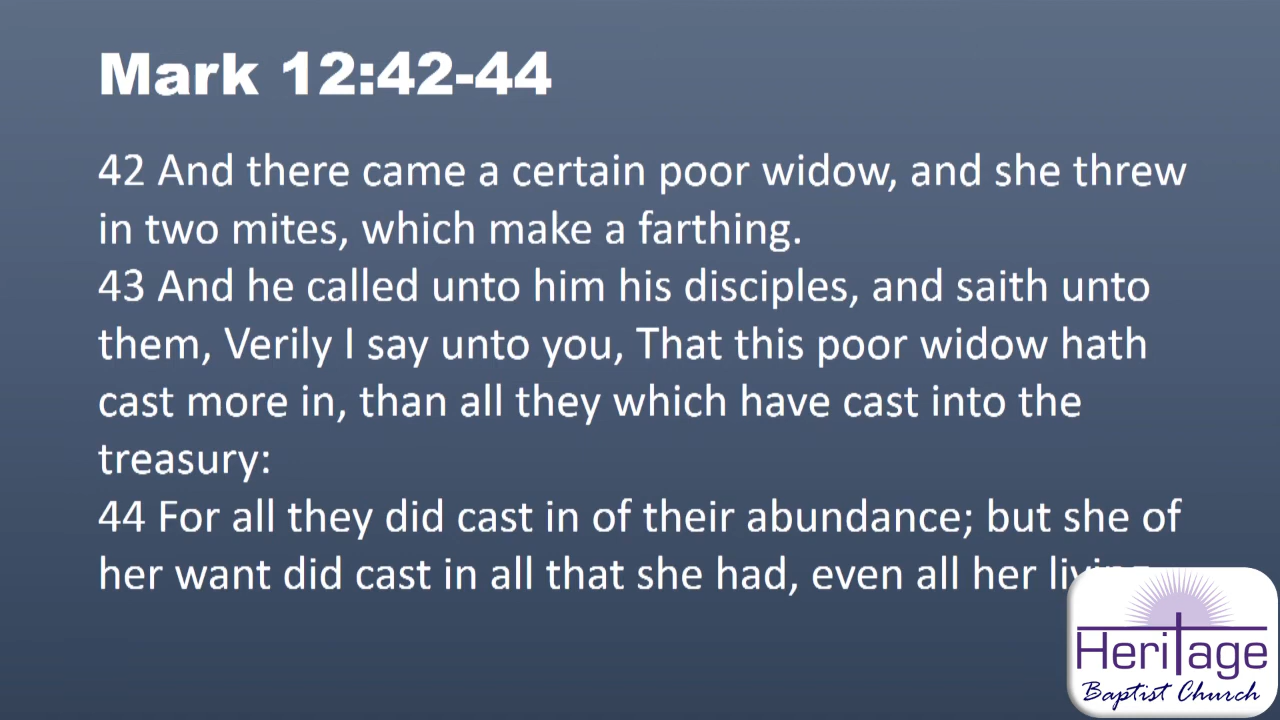 Mark 12:42-44
42 And there came a certain poor widow, and she threw
in two mites, which make a farthing.
43 And he called unto him his disciples, and saith unto
them, Verily I say unto you, That this poor widow hath
cast more in, than all they which have cast into the
treasury:
44 For all they did cast in of their abundance; but she of
her want did cast in all that she had, even all her living
Heritage
Baptist Church